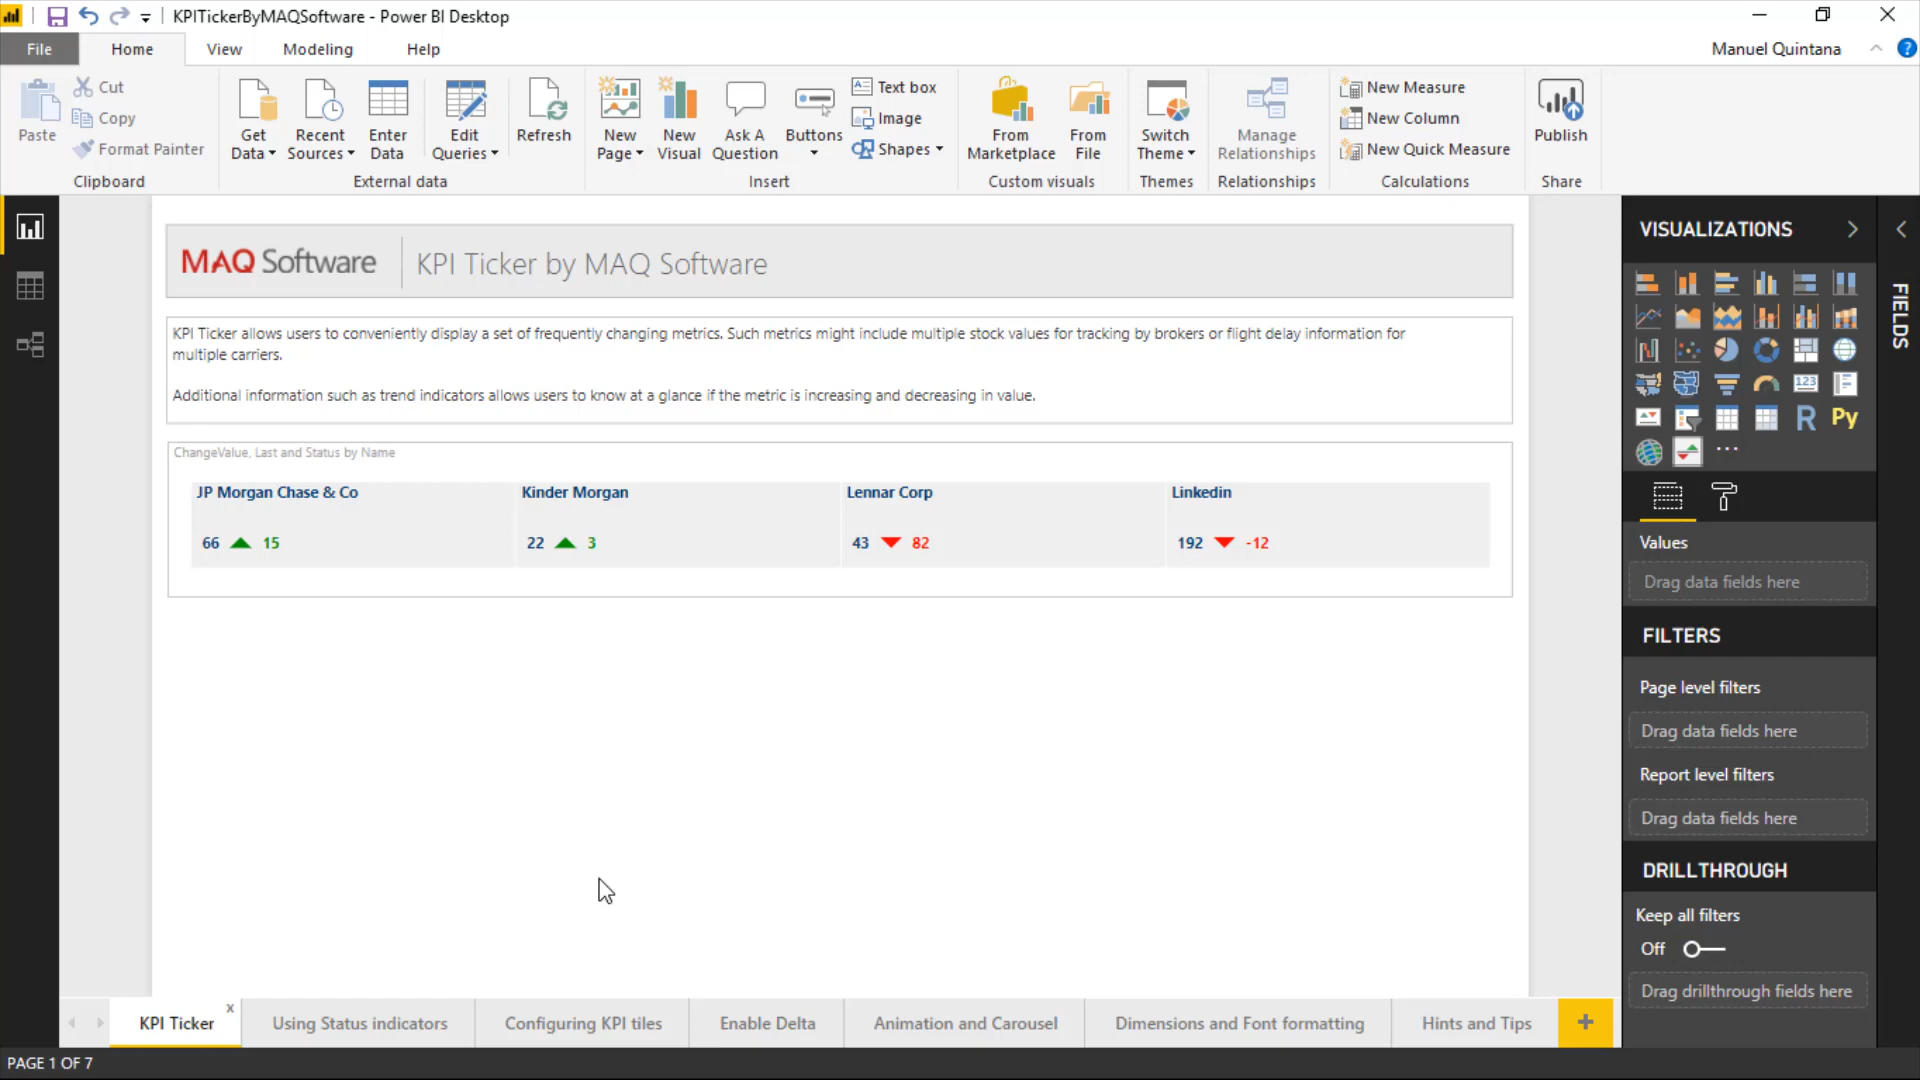 KPITickerByMAQSoftware - Power BI Desktop
File Home View Modeling Help Manuel Quintana ?
Paste Cut Copy Format Painter
Clipboard
Get Data Recent Sources Enter Data Edit Queries Refresh
External data
New Page New Visual Ask A Question Buttons Text box Image Shapes
Insert
From Marketplace From File
Custom visuals
Switch Theme
Themes
Manage Relationships
Relationships
New Measure
New Column
New Quick Measure
Calculations
Publish
Share
MAQ Software KPI Ticker by MAQ Software
KPI Ticker allows users to conveniently display a set of frequently changing metrics. Such metrics might include multiple stock values for tracking by brokers or flight delay information for
multiple carriers.
Additional information such as trend indicators allows users to know at a glance if the metric is increasing and decreasing in value.
ChangeValue, Last and Status by Name
JP Morgan Chase & Co Kinder Morgan Lennar Corp Linkedin
66 15 22 3 43 82 192 -12
VISUALIZATIONS
123
R Py
Values
Drag data fields here
FILTERS
Page level filters
Drag data fields here
Report level filters
Drag data fields here
DRILLTHROUGH
Keep all filters
Off
Drag drillthrough fields here
FIELDS
KPI Ticker x Using Status indicators Configuring KPI tiles Enable Delta Animation and Carousel Dimensions and Font formatting Hints and Tips +
PAGE 1 OF 7